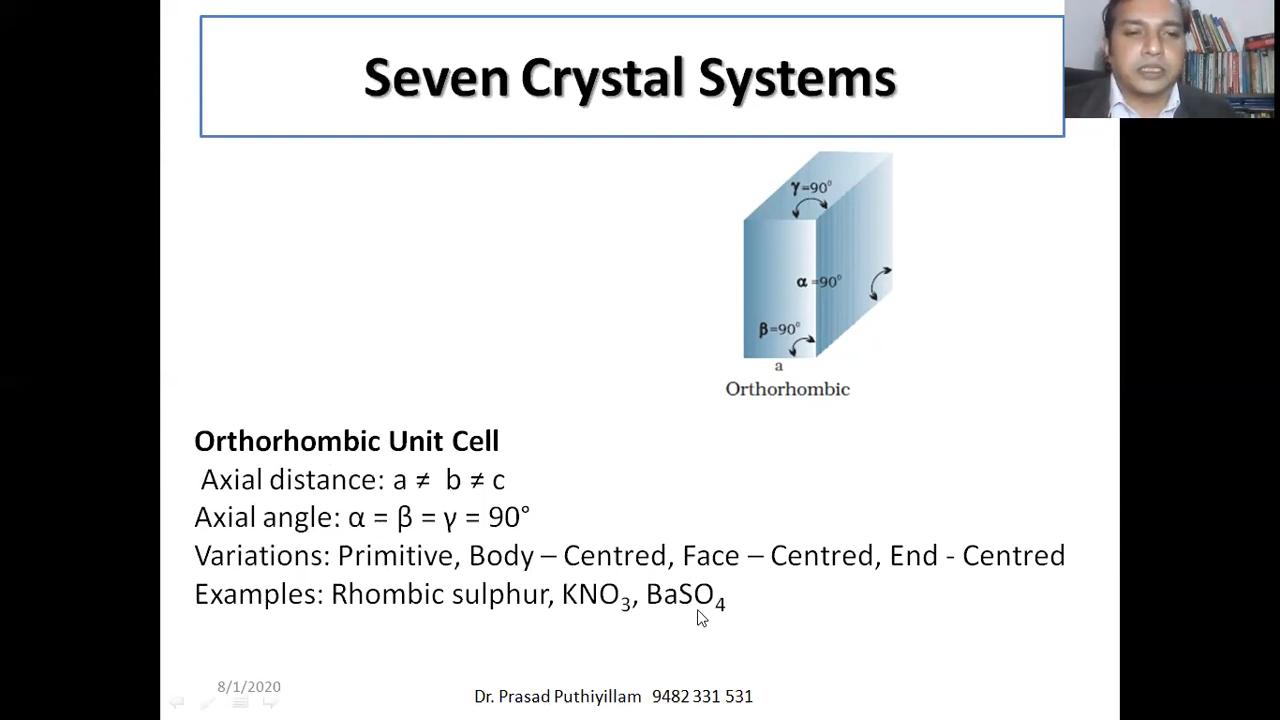 Seven Crystal Systems
γ=90°
α =90°
β=90°
a
Orthorhombic
Orthorhombic Unit Cell
Axial distance: a ≠ b ≠ c
Axial angle: α = β = γ = 90°
Variations: Primitive, Body – Centred, Face – Centred, End - Centred
Examples: Rhombic sulphur, KNO₃, BaSO₄
8/1/2020
Dr. Prasad Puthiyillam 9482 331 531